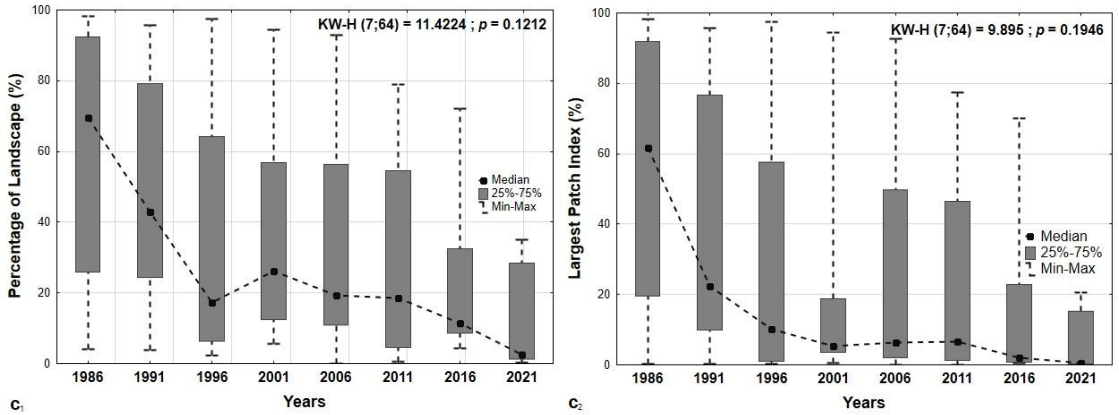 KW-H (7;64) = 11.4224 ; p = 0.1212
Percentage of Landscape (%)
100
80
60
40
20
0
Median
25%-75%
Min-Max
1986 1991 1996 2001 2006 2011 2016 2021
Years
c1
KW-H (7;64) = 9.895 ; p = 0.1946
Largest Patch Index (%)
100
80
60
40
20
0
Median
25%-75%
Min-Max
1986 1991 1996 2001 2006 2011 2016 2021
Years
c2